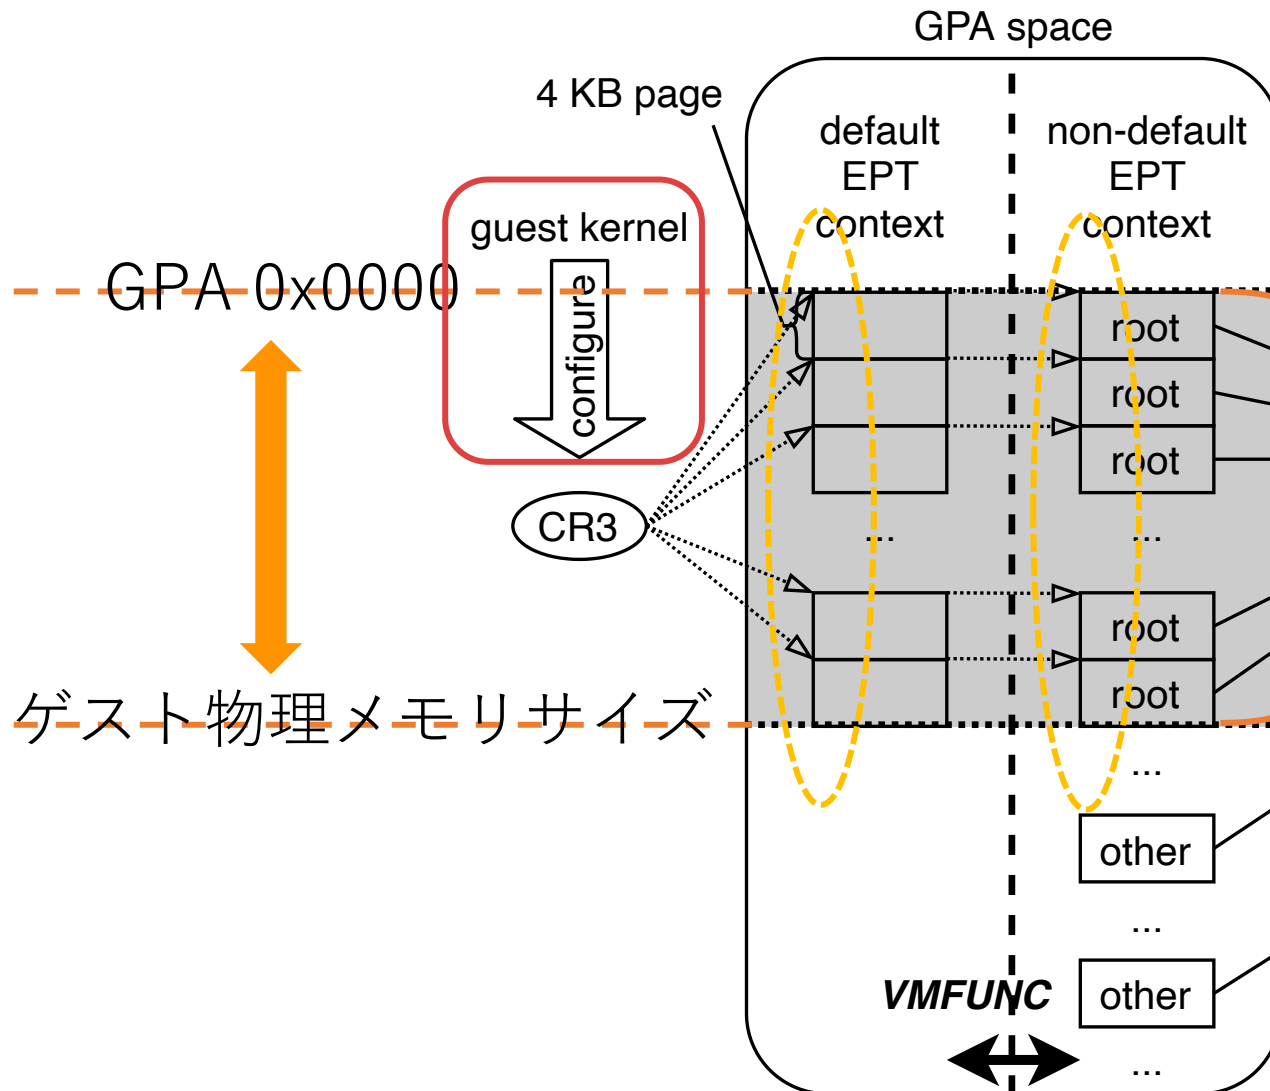 GPA space
4 KB page
default
EPT
context
non-default
EPT
context
guest kernel
configure
GPA 0x0000
CR3
root
root
root
...
...
root
root
ゲスト物理メモリサイズ
...
other
...
VMFUNC
other
...